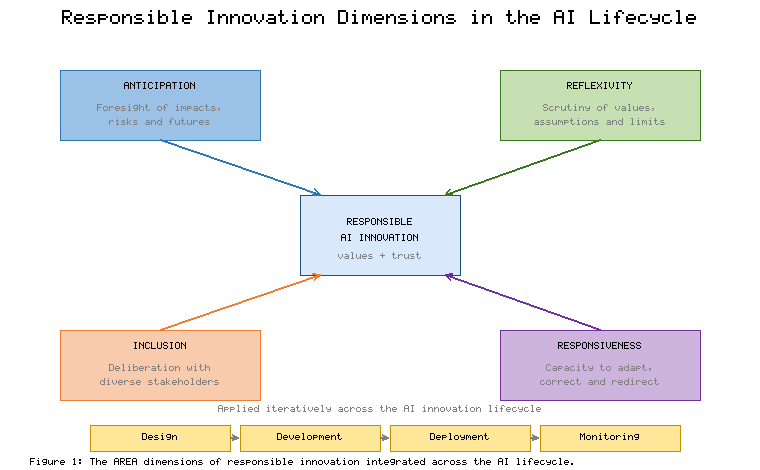 Responsible Innovation Dimensions in the AI Lifecycle
ANTICIPATION
Foresight of impacts,
risks and futures
REFLEXIVITY
Scrutiny of values,
assumptions and limits
RESPONSIBLE
AI INNOVATION
values + trust
INCLUSION
Deliberation with
diverse stakeholders
RESPONSIVENESS
Capacity to adapt,
correct and redirect
Applied iteratively across the AI innovation lifecycle
Design
Development
Deployment
Monitoring
Figure 1: The AREA dimensions of responsible innovation integrated across the AI lifecycle.